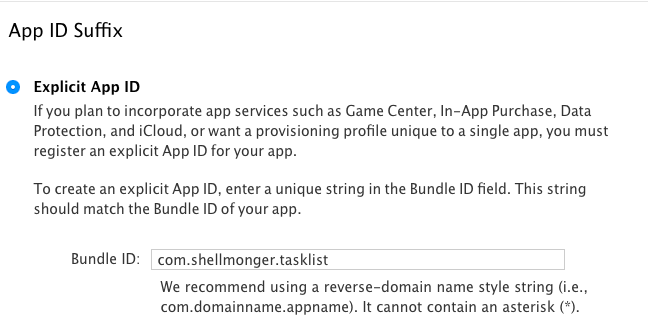 App ID Suffix
Explicit App ID
If you plan to incorporate app services such as Game Center, In-App Purchase, Data
Protection, and iCloud, or want a provisioning profile unique to a single app, you must
register an explicit App ID for your app.
To create an explicit App ID, enter a unique string in the Bundle ID field. This string
should match the Bundle ID of your app.
Bundle ID: com.shellmonger.tasklist
We recommend using a reverse-domain name style string (i.e.,
com.domainname.appname). It cannot contain an asterisk (*).